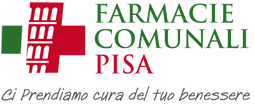 FARMACIE
COMUNALI
PISA
Ci Prendiamo cura del tuo benessere